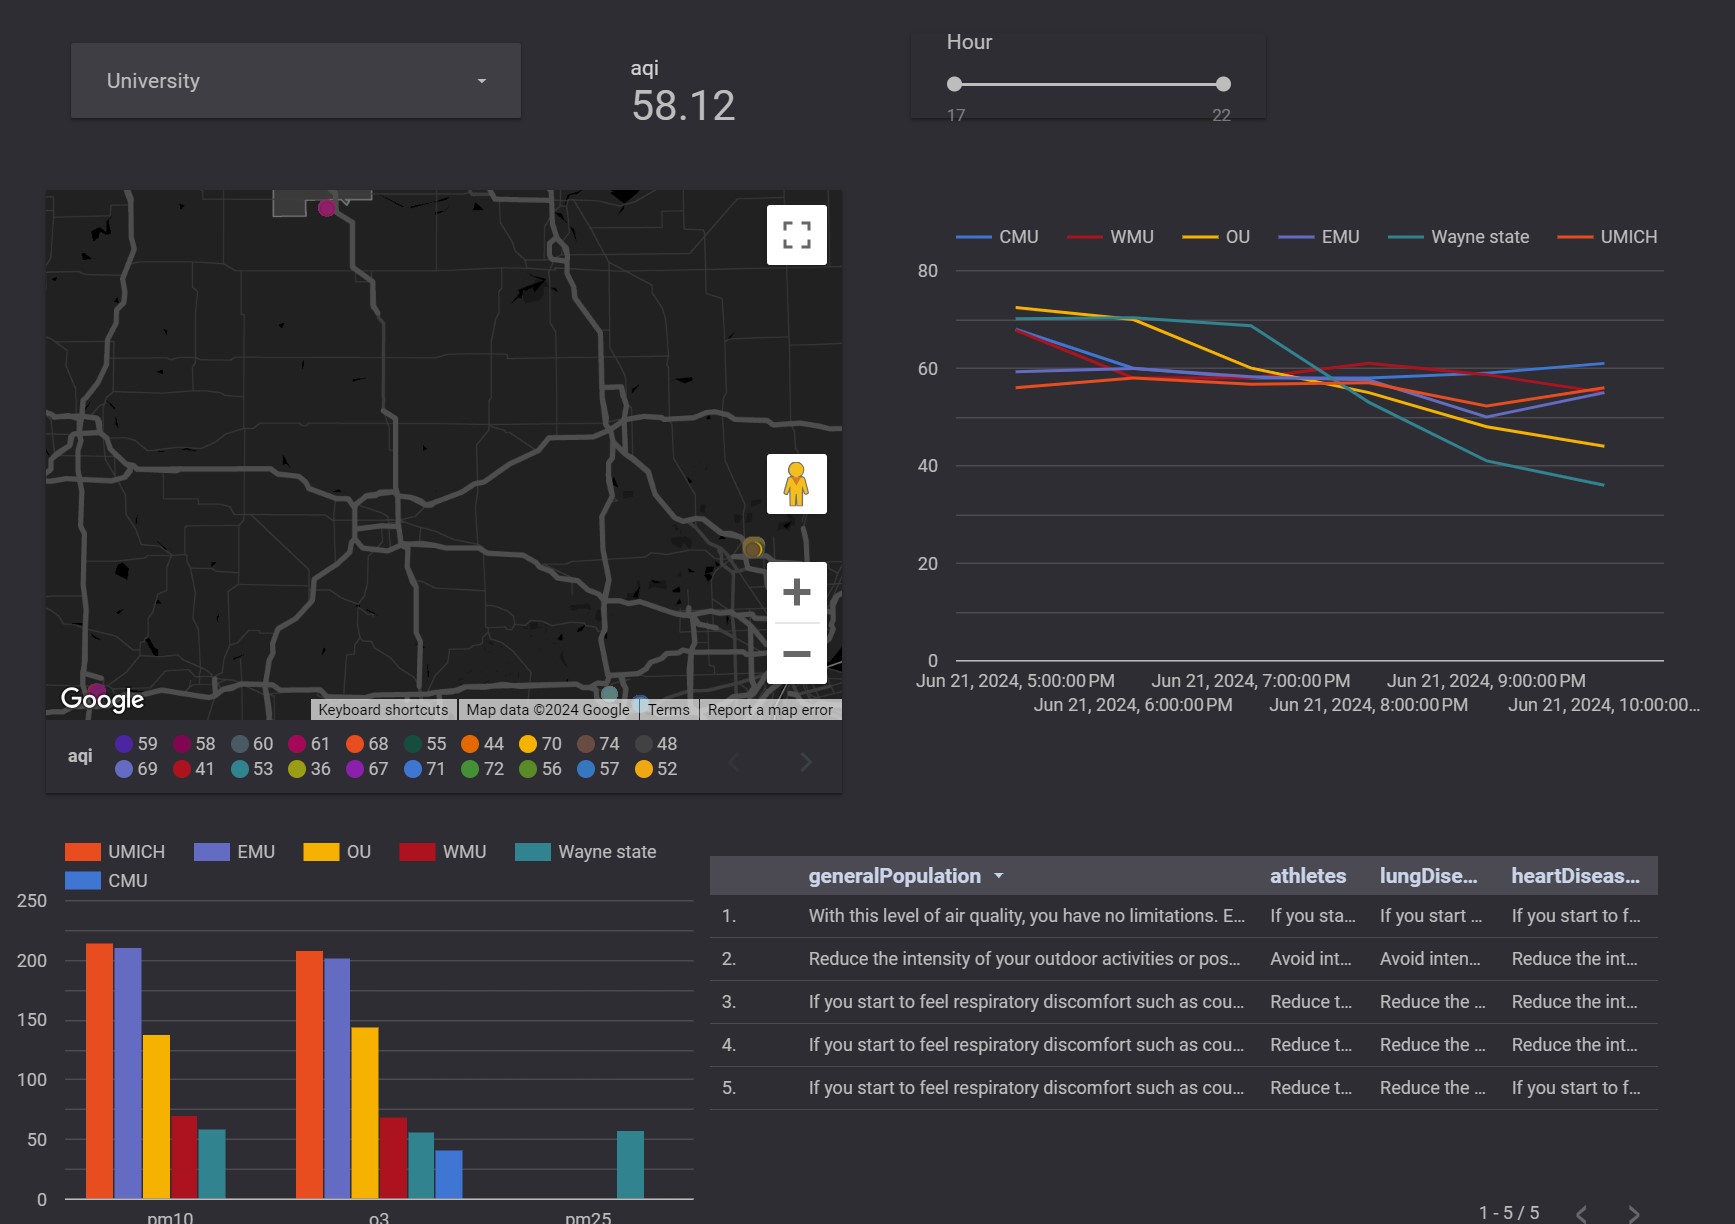 University
aqi
58.12
Hour
17 22
Google
Keyboard shortcuts Map data ©2024 Google Terms Report a map error
aqi
59 58 60 61 68 55 44 70 74 48
69 41 53 36 67 71 72 56 57 52
CMU WMU OU EMU Wayne state UMICH
80
60
40
20
0
Jun 21, 2024, 5:00:00 PM Jun 21, 2024, 7:00:00 PM Jun 21, 2024, 9:00:00 PM
Jun 21, 2024, 6:00:00 PM Jun 21, 2024, 8:00:00 PM Jun 21, 2024, 10:00:00...
UMICH EMU OU WMU Wayne state
CMU
250
200
150
100
50
0
pm10 o3 pm25
generalPopulation athletes lungDise... heartDiseas...
1. With this level of air quality, you have no limitations. E... If you sta... If you start ... If you start to f...
2. Reduce the intensity of your outdoor activities or pos... Avoid int... Avoid inten... Reduce the int...
3. If you start to feel respiratory discomfort such as cou... Reduce t... Reduce the ... Reduce the int...
4. If you start to feel respiratory discomfort such as cou... Reduce t... Reduce the ... Reduce the int...
5. If you start to feel respiratory discomfort such as cou... Reduce t... Reduce the ... If you start to f...
1 - 5 / 5